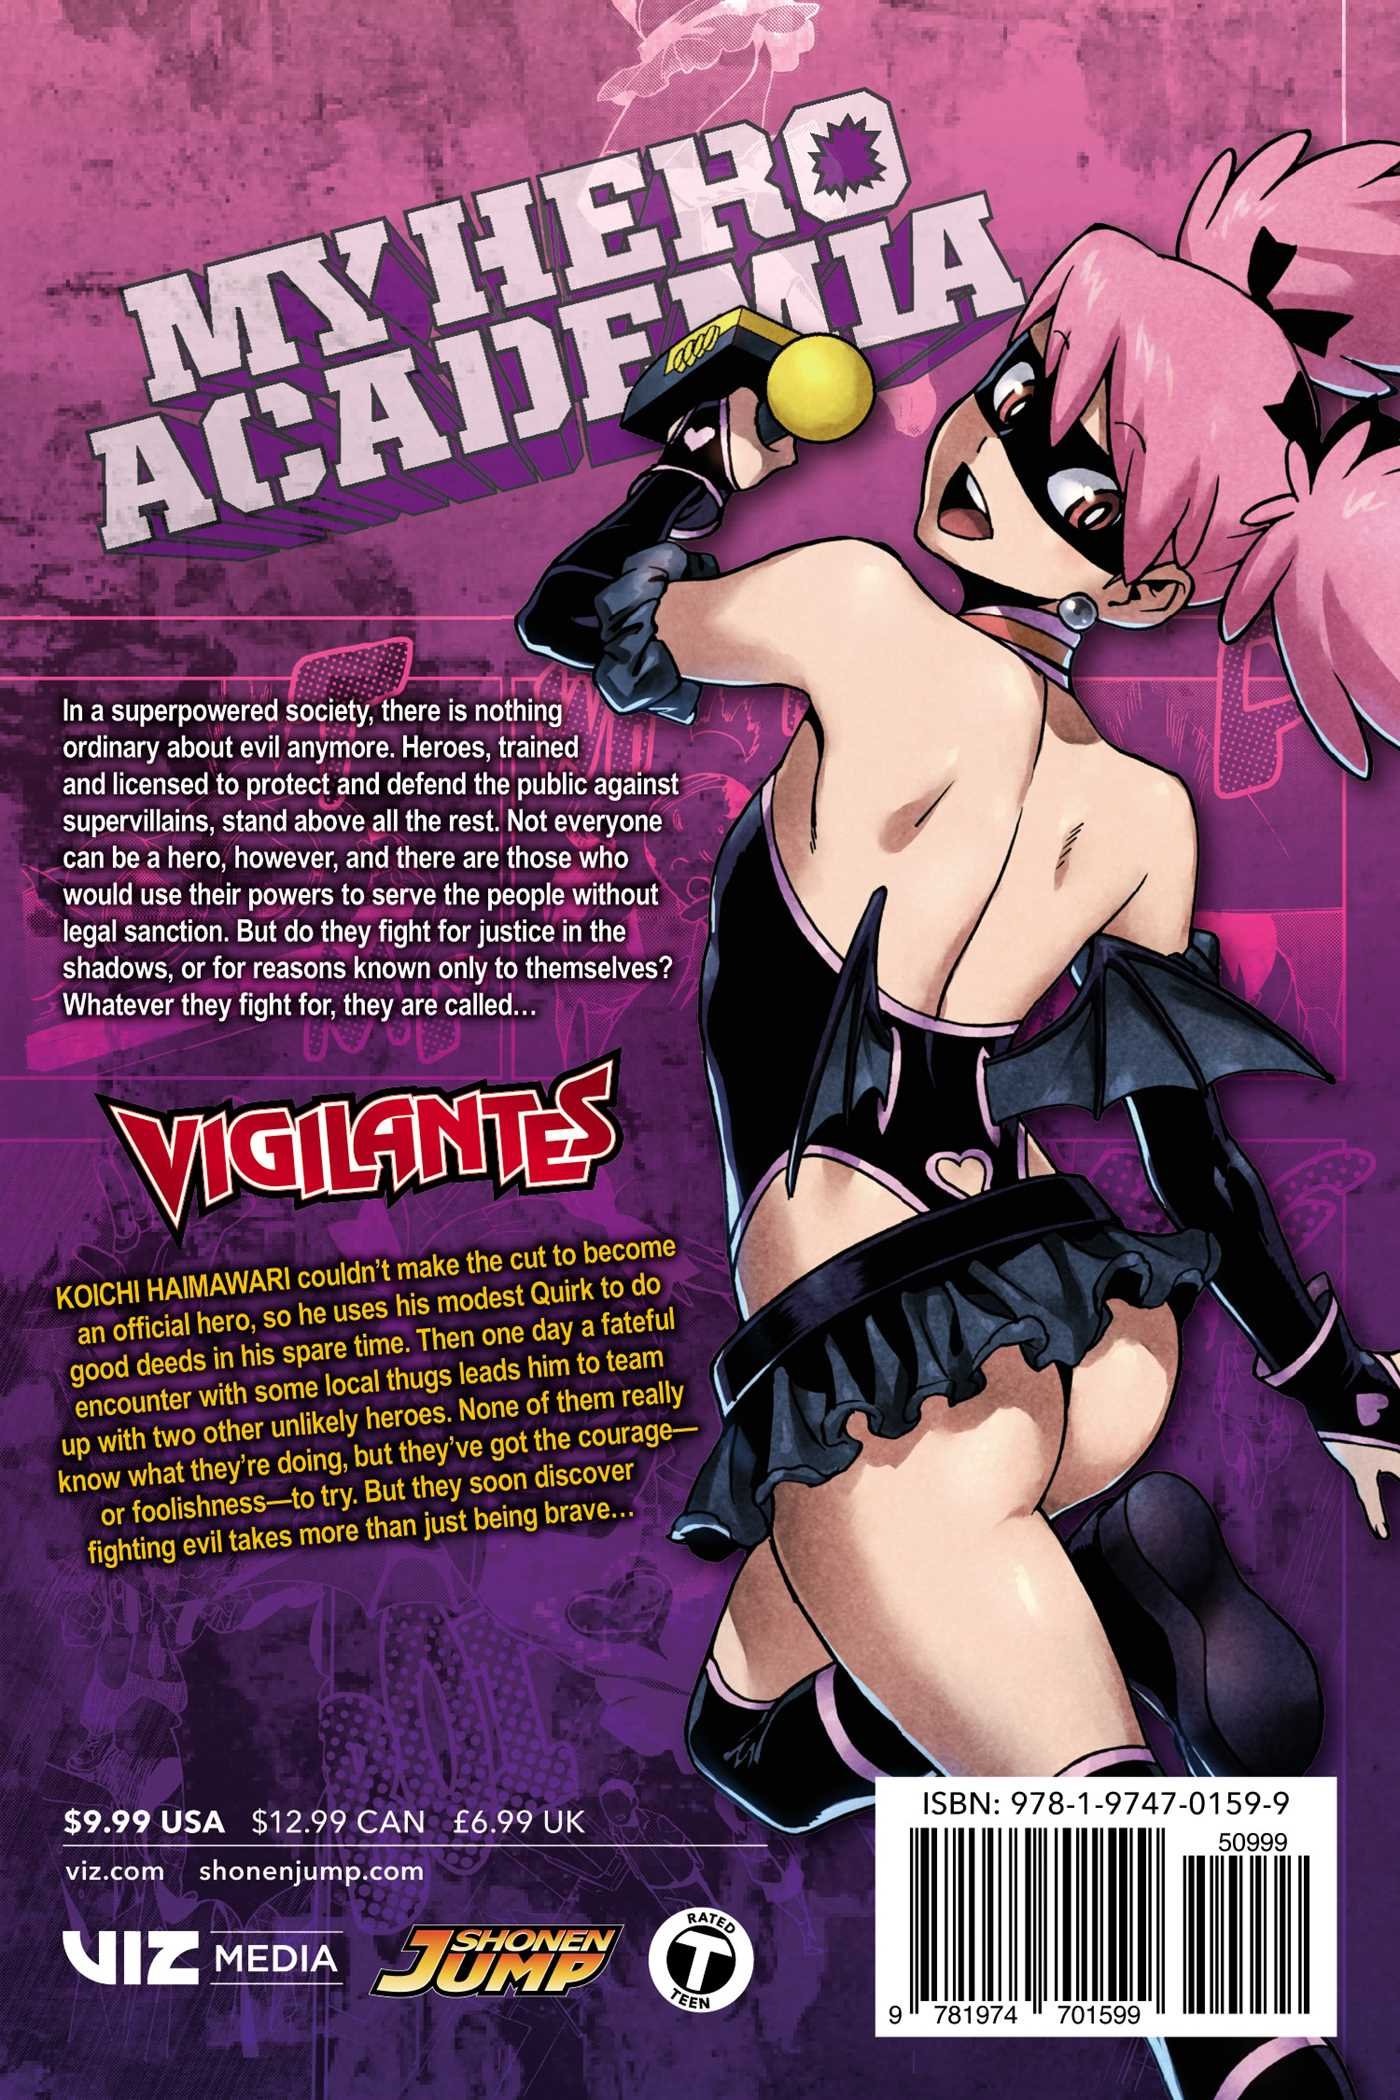 MY HERO
ACADEMIA
In a superpowered society, there is nothing
ordinary about evil anymore. Heroes, trained
and licensed to protect and defend the public against
supervillains, stand above all the rest. Not everyone
can be a hero, however, and there are those who
would use their powers to serve the people without
legal sanction. But do they fight for justice in the
shadows, or for reasons known only to themselves?
Whatever they fight for, they are called...
VIGILANTES
KOICHI HAIMAWARI couldn't make the cut to become
an official hero, so he uses his modest Quirk to do
good deeds in his spare time. Then one day a fateful
encounter with some local thugs leads him to team
up with two other unlikely heroes. None of them really
know what they're doing, but they've got the courage—
or foolishness—to try. But they soon discover
fighting evil takes more than just being brave...
$9.99 USA $12.99 CAN £6.99 UK
viz.com shonenjump.com
VIZ MEDIA
SHONEN
JUMP
RATED
T
TEEN
ISBN: 978-1-9747-0159-9
50999
9 781974 701599